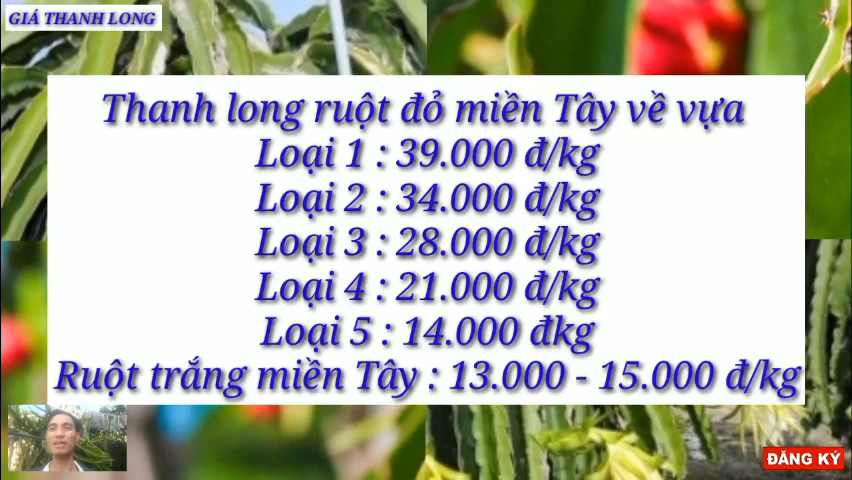 GIÁ THANH LONG
Thanh long ruột đỏ miền Tây về vựa
Loại 1 : 39.000 đ/kg
Loại 2 : 34.000 đ/kg
Loại 3 : 28.000 đ/kg
Loại 4 : 21.000 đ/kg
Loại 5 : 14.000 đkg
Ruột trắng miền Tây : 13.000 - 15.000 đ/kg
ĐĂNG KÝ